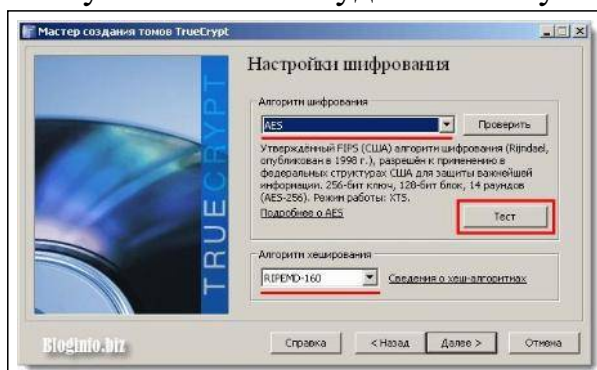 Мастер создания томов TrueCrypt
Настройки шифрования
Алгоритм шифрования
AES
Проверить
Утверждённый FIPS (США) алгоритм шифрования (Rijndael,
опубликован в 1998 г.), разрешён к применению в
федеральных структурах США для защиты важнейшей
информации. 256-бит ключ, 128-бит блок, 14 раундов
(AES-256). Режим работы: XTS.
Подробнее о AES
Тест
Алгоритм хеширования
RIPEMD-160
Сведения о хеш-алгоритмах
TRUECRYPT
BlogInfo.biz
Справка
< Назад
Далее >
Отмена